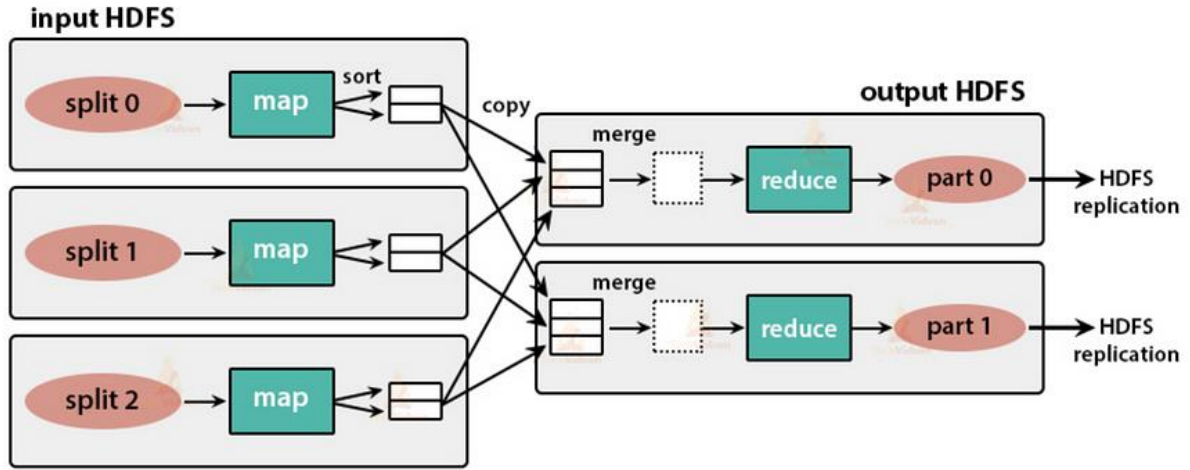 input HDFS
split 0
map
sort
copy
split 1
map
split 2
map
output HDFS
merge
reduce
part 0
HDFS
replication
merge
reduce
part 1
HDFS
replication